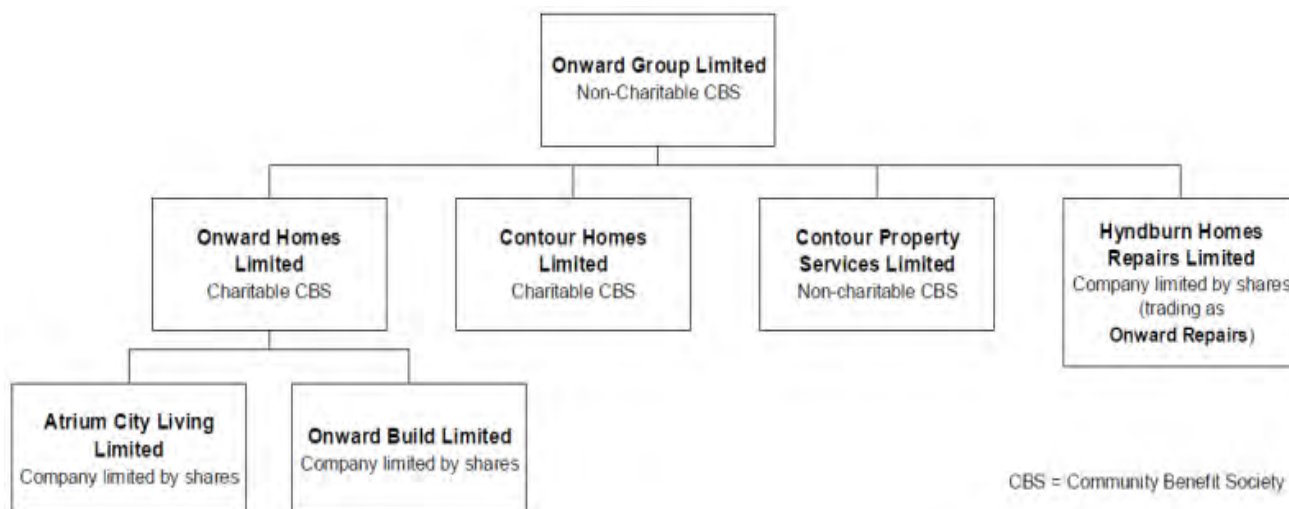 Onward Group Limited
Non-Charitable CBS
Onward Homes
Limited
Charitable CBS
Contour Homes
Limited
Charitable CBS
Contour Property
Services Limited
Non-charitable CBS
Hyndburn Homes
Repairs Limited
Company limited by shares
(trading as
Onward Repairs)
Atrium City Living
Limited
Company limited by shares
Onward Build Limited
Company limited by shares
CBS = Community Benefit Society